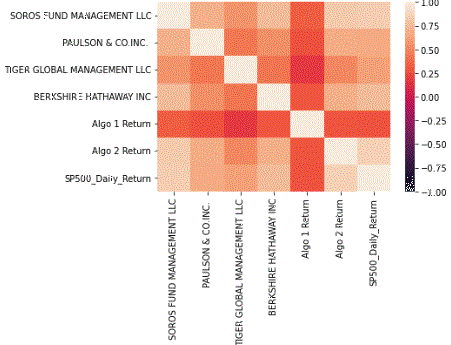 SOROS FUND MANAGEMENT LLC
PAULSON & CO.INC.
TIGER GLOBAL MANAGEMENT LLC
BERKSHIRE HATHAWAY INC
Algo 1 Return
Algo 2 Return
SP500_Daily_Return
SOROS FUND MANAGEMENT LLC
PAULSON & CO.INC.
TIGER GLOBAL MANAGEMENT LLC
BERKSHIRE HATHAWAY INC
Algo 1 Return
Algo 2 Return
SP500_Daily_Return
1.00
0.75
0.50
0.25
0.00
-0.25
-0.50
-0.75
-1.00